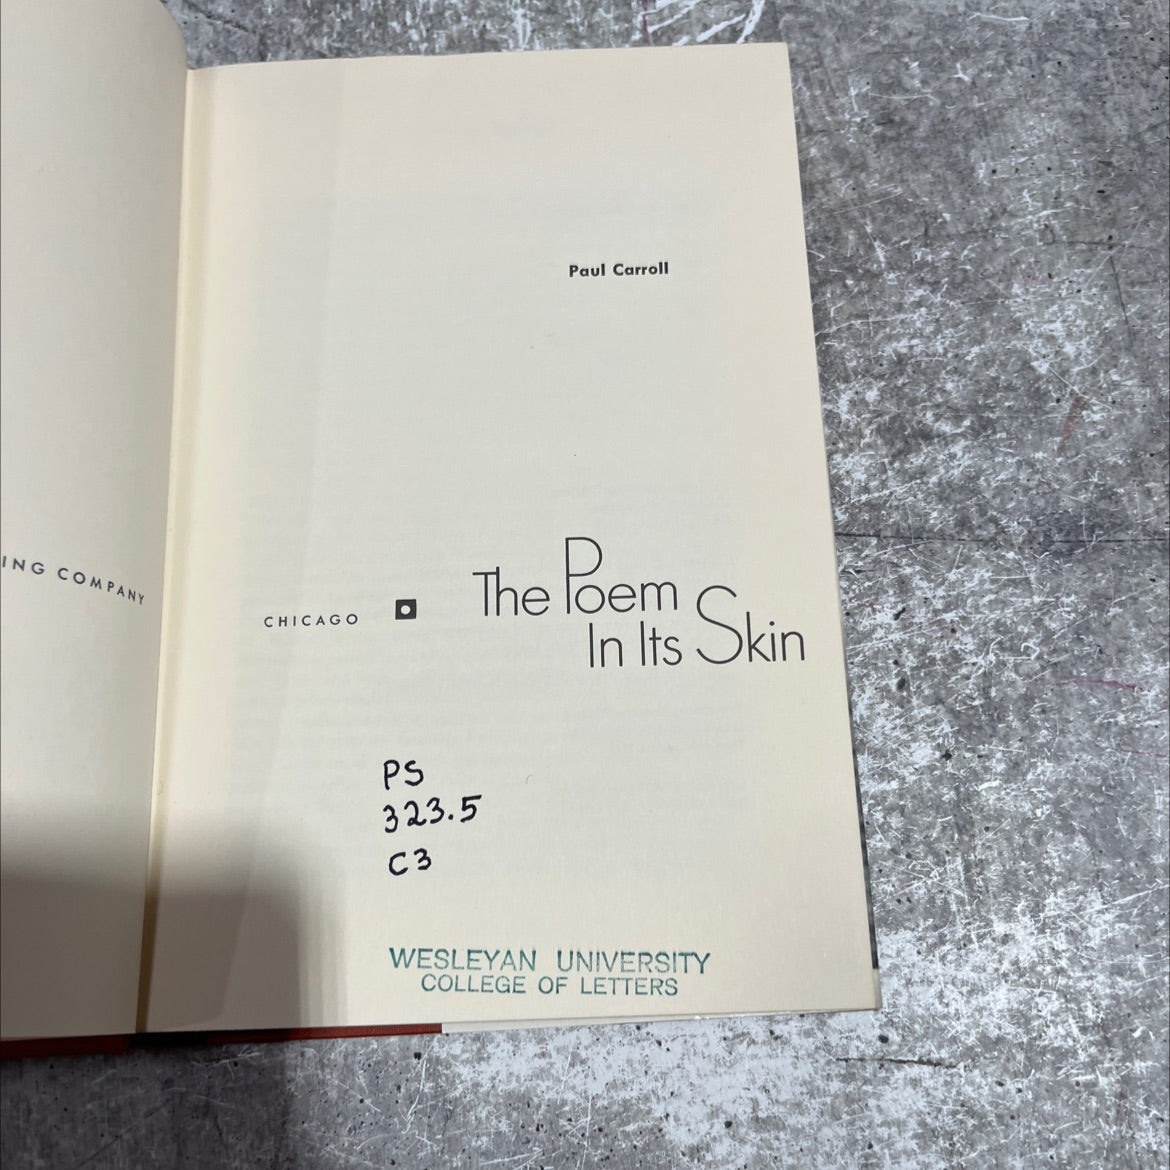 Paul Carroll
ING COMPANY
CHICAGO
The Poem
In Its Skin
PS
323.5
C3
WESLEYAN UNIVERSITY
COLLEGE OF LETTERS